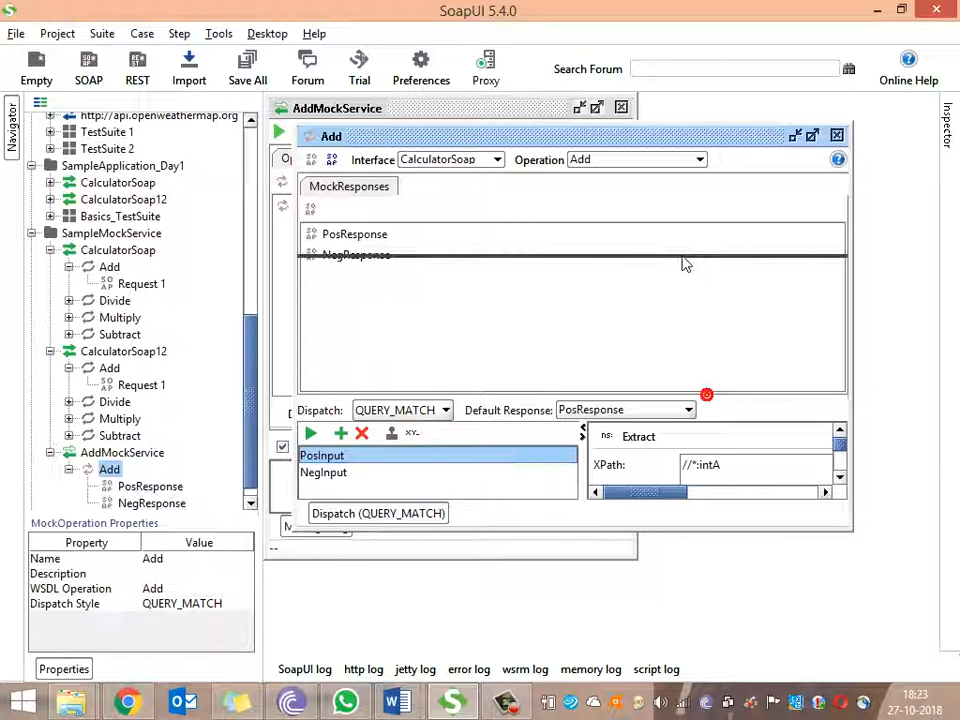 SoapUI 5.4.0
File Project Suite Case Step Tools Desktop Help
Empty SOAP REST Import Save All Forum Trial Preferences Proxy Search Forum Online Help
Navigator
Inspector
http://api.openweathermap.org
TestSuite 1
TestSuite 2
SampleApplication_Day1
CalculatorSoap
CalculatorSoap12
Basics_TestSuite
SampleMockService
CalculatorSoap
Add
Request 1
Divide
Multiply
Subtract
CalculatorSoap12
Add
Request 1
Divide
Multiply
Subtract
AddMockService
Add
PosResponse
NegResponse
MockOperation Properties
Property Value
Name Add
Description
WSDL Operation Add
Dispatch Style QUERY_MATCH
Properties
AddMockService
Add
Interface CalculatorSoap Operation Add
MockResponses
PosResponse
NegResponse
Dispatch: QUERY_MATCH Default Response: PosResponse
PosInput
NegInput
ns: Extract
XPath: //*:intA
Dispatch (QUERY_MATCH)
--
SoapUI log http log jetty log error log wsrm log memory log script log
18:23
27-10-2018